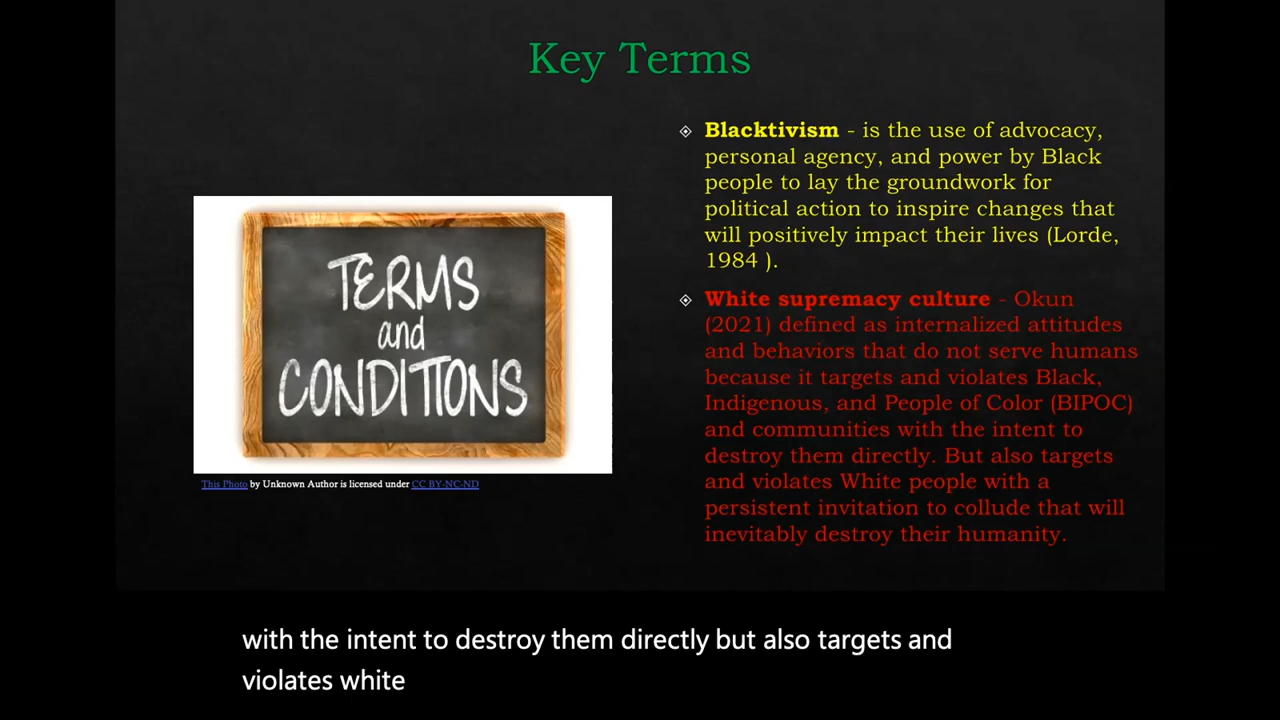 Key Terms
Blacktivism - is the use of advocacy,
personal agency, and power by Black
people to lay the groundwork for
political action to inspire changes that
will positively impact their lives (Lorde,
1984 ).
White supremacy culture - Okun
(2021) defined as internalized attitudes
and behaviors that do not serve humans
because it targets and violates Black,
Indigenous, and People of Color (BIPOC)
and communities with the intent to
destroy them directly. But also targets
and violates White people with a
persistent invitation to collude that will
inevitably destroy their humanity.
TERMS
and
CONDITIONS
This Photo by Unknown Author is licensed under CC BY-NC-ND
with the intent to destroy them directly but also targets and
violates white